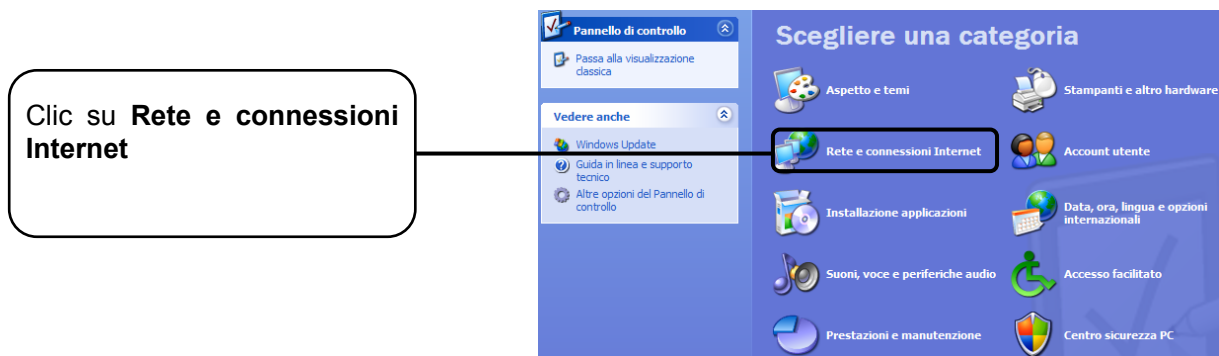 Clic su Rete e connessioni
Internet
Pannello di controllo
Passa alla visualizzazione
classica
Vedere anche
Windows Update
Guida in linea e supporto
tecnico
Altre opzioni del Pannello di
controllo
Scegliere una categoria
Aspetto e temi
Stampanti e altro hardware
Rete e connessioni Internet
Account utente
Installazione applicazioni
Data, ora, lingua e opzioni
internazionali
Suoni, voce e periferiche audio
Accesso facilitato
Prestazioni e manutenzione
Centro sicurezza PC